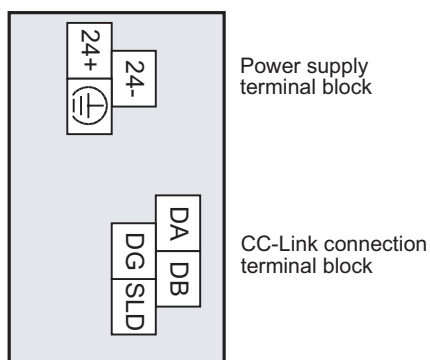 24+
24-
Power supply
terminal block
DA
DG
DB
SLD
CC-Link connection
terminal block